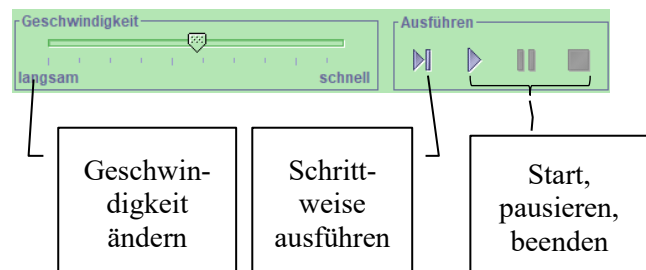 Geschwindigkeit
langsam
schnell
Ausführen
Geschwin-
digkeit
ändern
Schritt-
weise
ausführen
Start,
pausieren,
beenden